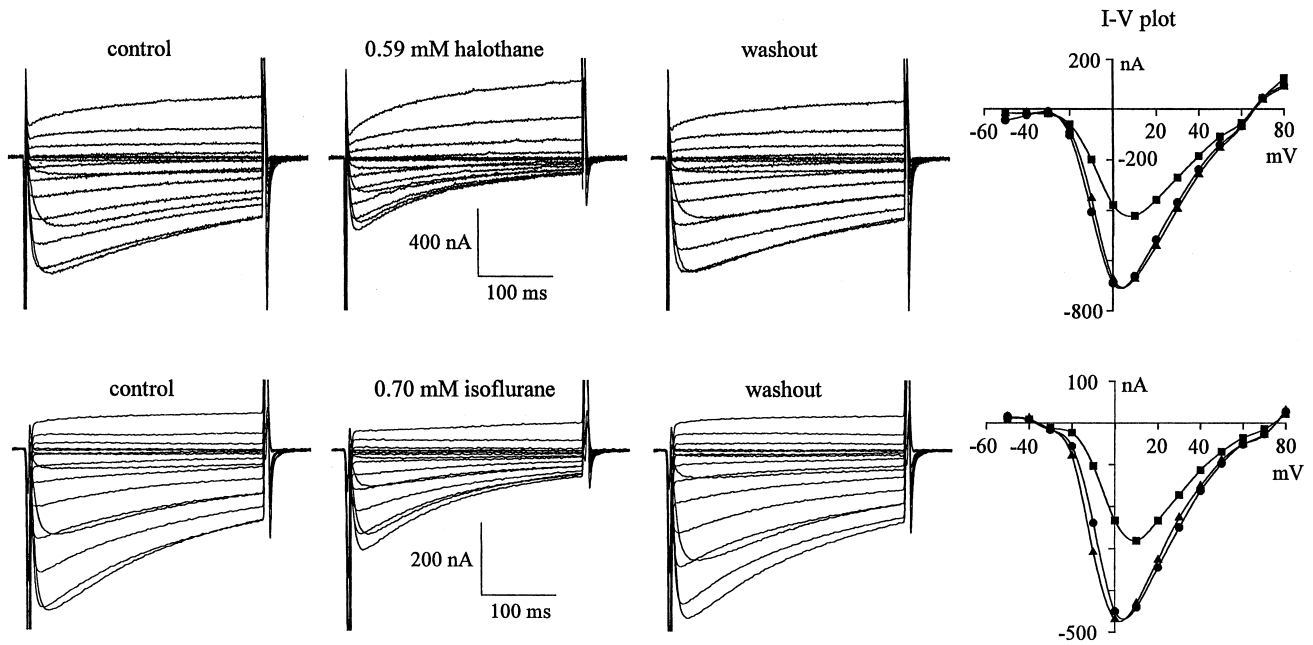 I-V plot
control
0.59 mM halothane
washout
200
nA
-60
-40
20
40
80
mV
-200
-800
400 nA
100 ms
control
0.70 mM isoflurane
washout
100
nA
-60
-40
20
40
80
mV
-500
200 nA
100 ms